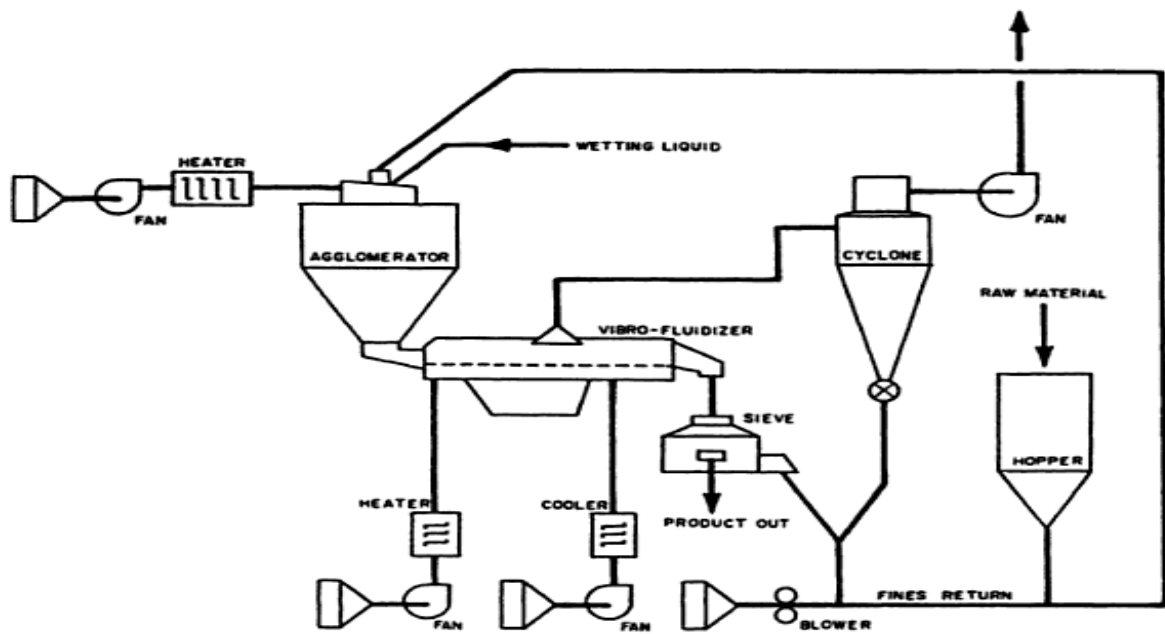 WETTING LIQUID
HEATER
FAN
AGGLOMERATOR
CYCLONE
FAN
RAW MATERIAL
VIBRO-FLUIDIZER
SIEVE
HOPPER
HEATER
COOLER
PRODUCT OUT
FINES RETURN
FAN
FAN
BLOWER